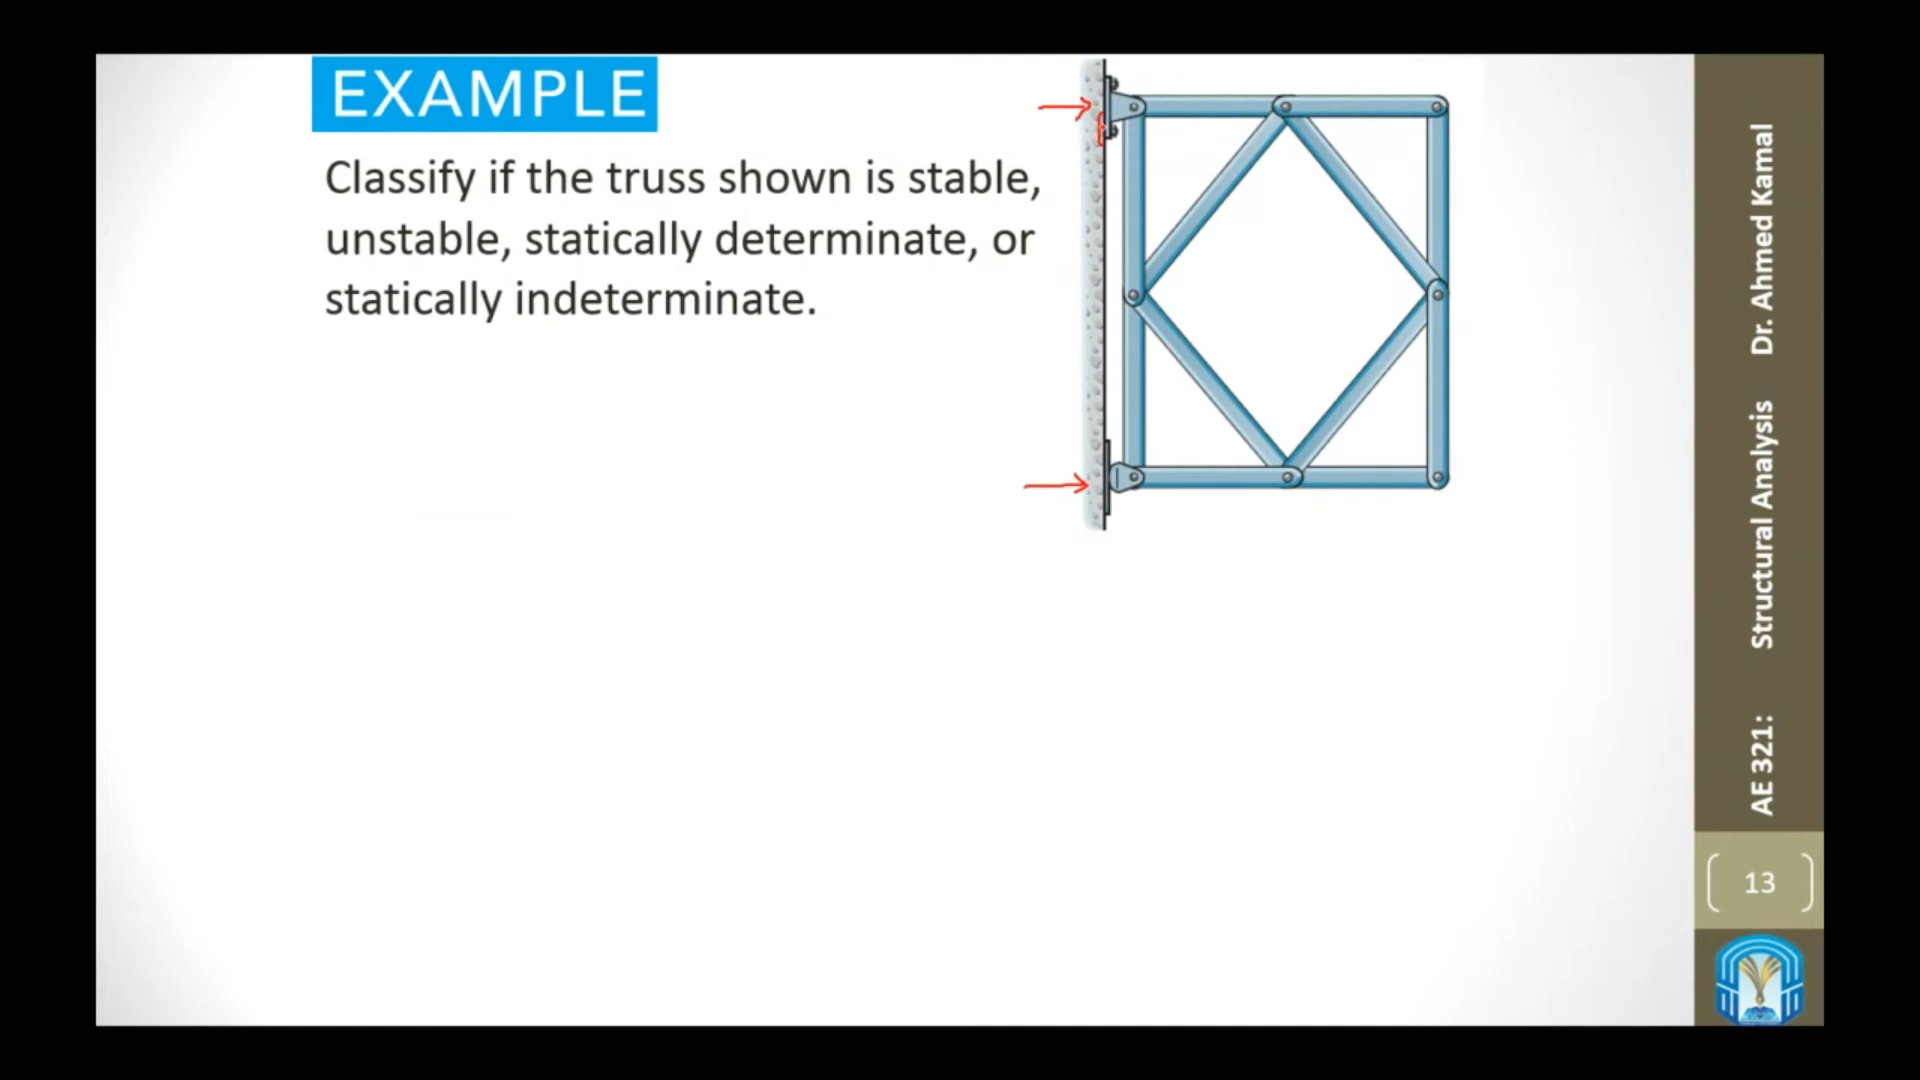 EXAMPLE
Classify if the truss shown is stable,
unstable, statically determinate, or
statically indeterminate.
AE 321: Structural Analysis Dr. Ahmed Kamal
13